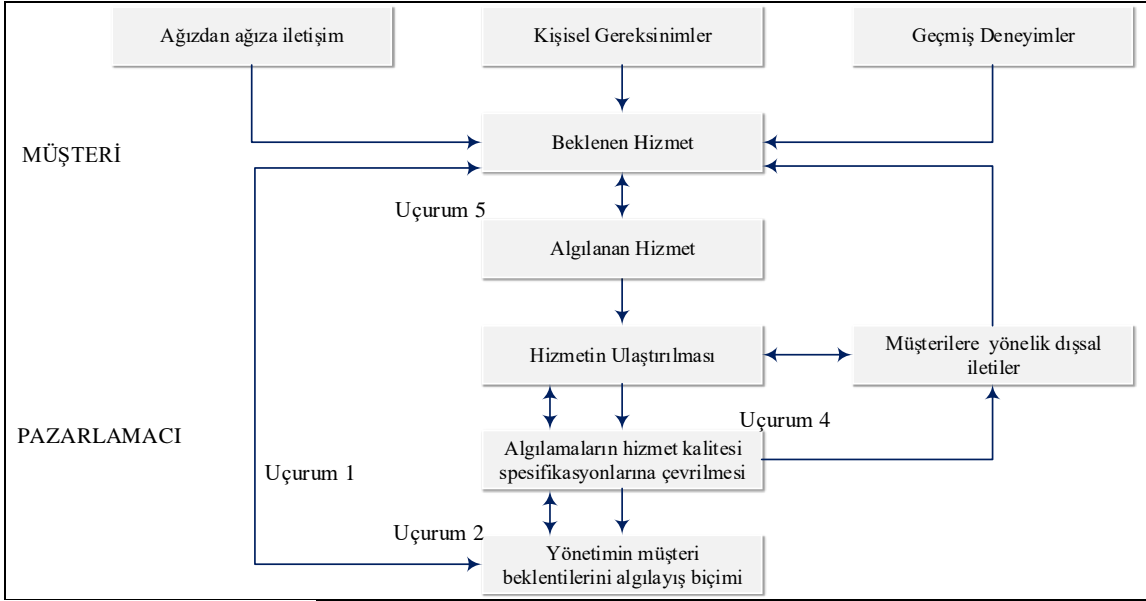 Ağızdan ağıza iletişim
Kişisel Gereksinimler
Geçmiş Deneyimler
Beklenen Hizmet
MÜŞTERİ
Uçurum 5
Algılanan Hizmet
Hizmetin Ulaştırılması
Müşterilere yönelik dışsal
iletiler
Uçurum 4
PAZARLAMACI
Algılamaların hizmet kalitesi
spesifikasyonlarına çevrilmesi
Uçurum 1
Uçurum 2
Yönetimin müşteri
beklentilerini algılayış biçimi